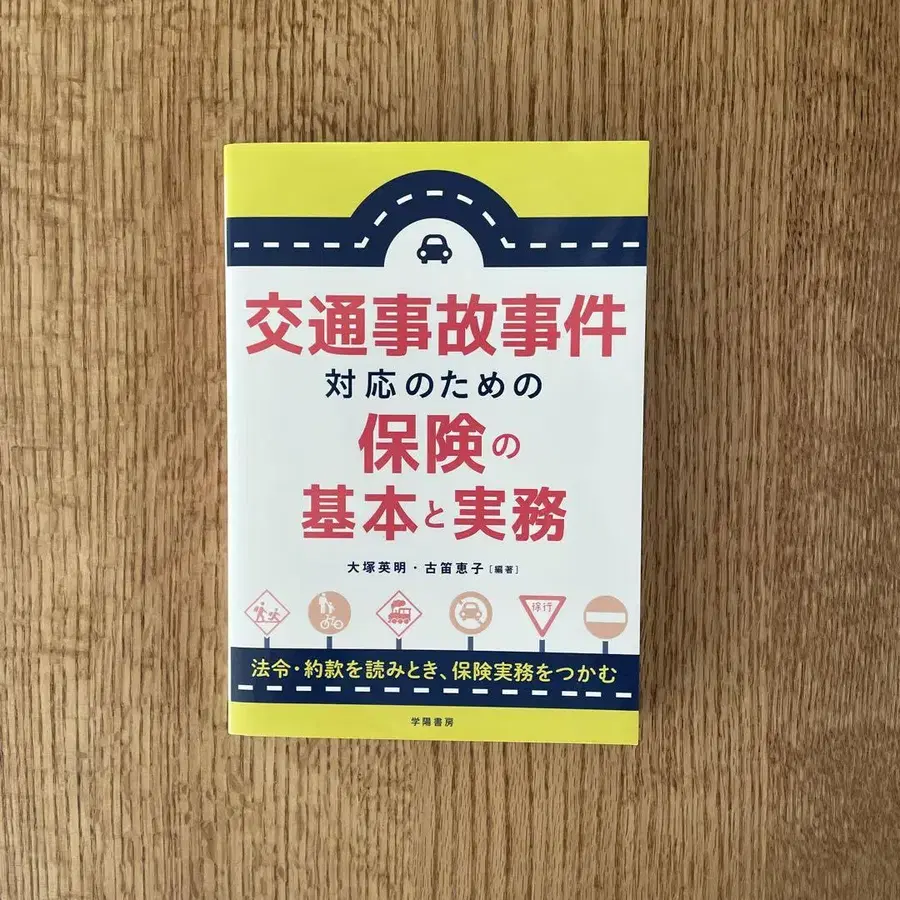 交通事故事件
対応のための
保険の
基本と実務
大塚英明・古笛恵子[編著]
徐行
法令・約款を読みとき、保険実務をつかむ
学陽書房